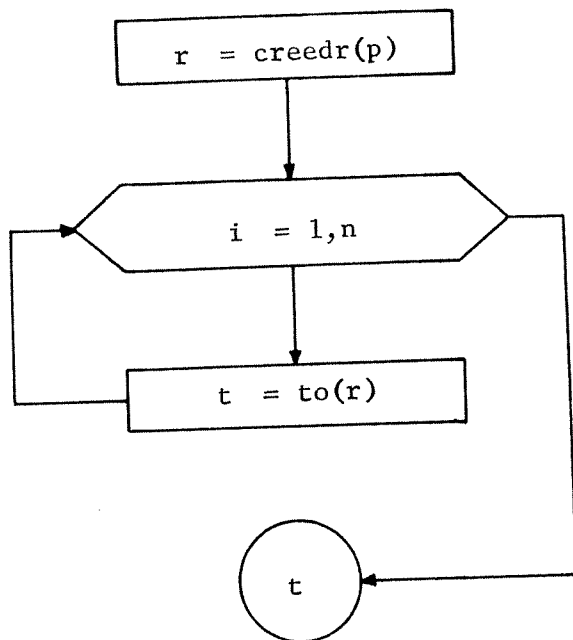 r = creedr(p)
i = 1,n
t = to(r)
t